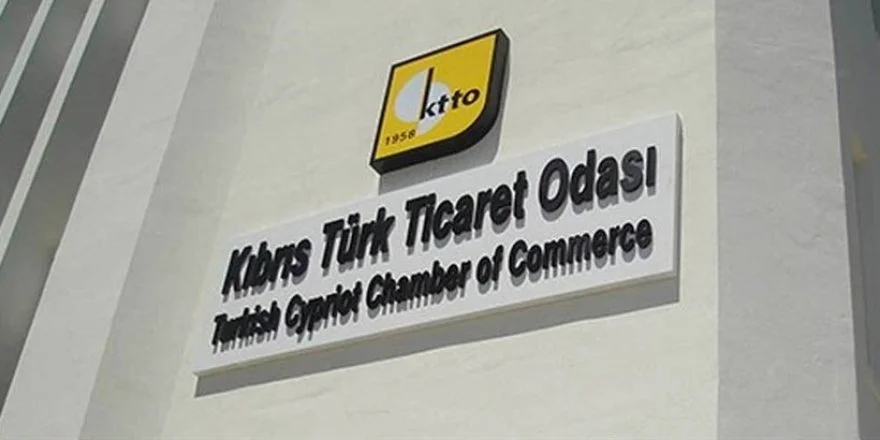 ktto
1958
Kıbrıs Türk Ticaret Odası
Turkish Cypriot Chamber of Commerce